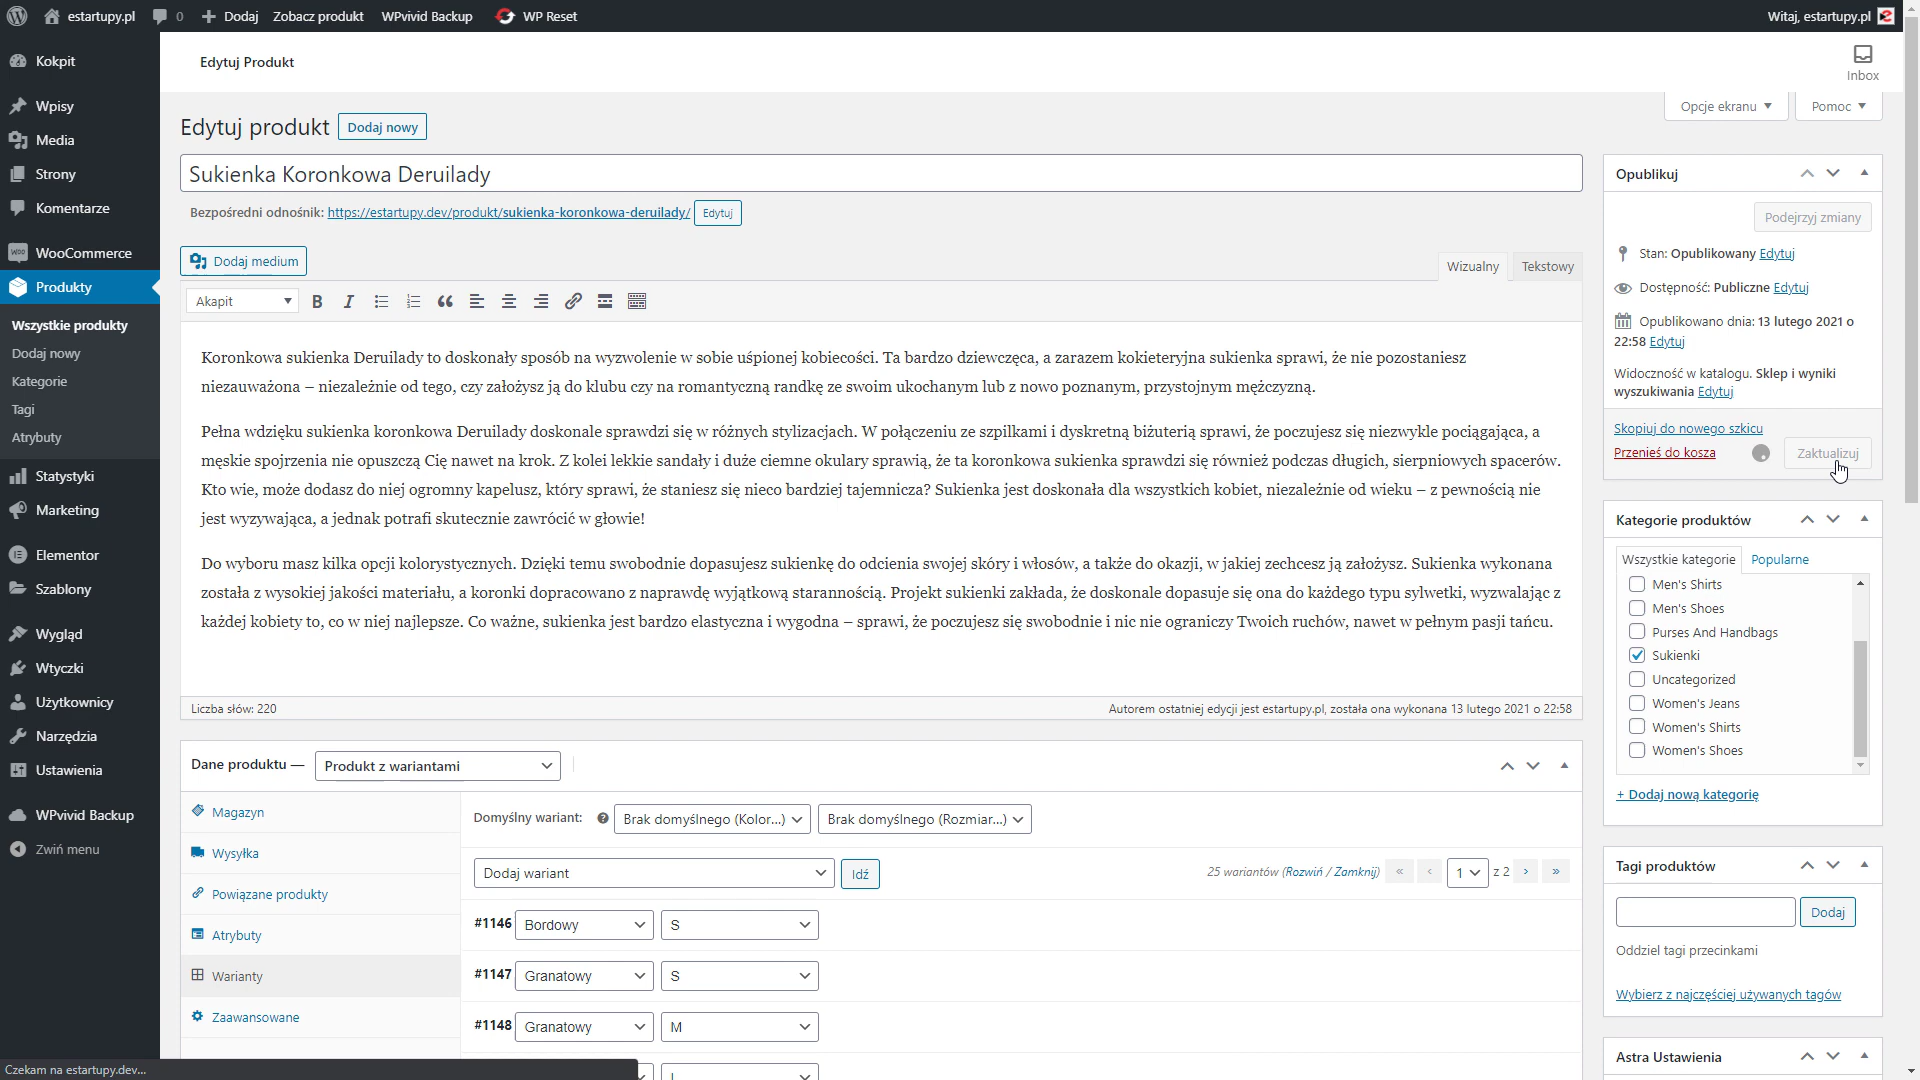 estartupy.pl 0 Dodaj Zobacz produkt WPvivid Backup WP Reset Witaj, estartupy.pl
Kokpit
Wpisy
Media
Strony
Komentarze
WooCommerce
Produkty
Wszystkie produkty
Dodaj nowy
Kategorie
Tagi
Atrybuty
Statystyki
Marketing
Elementor
Szablony
Wygląd
Wtyczki
Użytkownicy
Narzędzia
Ustawienia
WPvivid Backup
Zwiń menu
Czekam na estartupy.dev...
Edytuj Produkt
Inbox
Opcje ekranu Pomoc
Edytuj produkt Dodaj nowy
Sukienka Koronkowa Deruilady
Bezpośredni odnośnik: https://estartupy.dev/produkt/sukienka-koronkowa-deruilady/ Edytuj
Dodaj medium
Wizualny Tekstowy
Akapit
Koronkowa sukienka Deruilady to doskonały sposób na wyzwolenie w sobie uśpionej kobiecości. Ta bardzo dziewczęca, a zarazem kokieteryjna sukienka sprawi, że nie pozostaniesz
niezauważona – niezależnie od tego, czy założysz ją do klubu czy na romantyczną randkę ze swoim ukochanym lub z nowo poznanym, przystojnym mężczyzną.
Pełna wdzięku sukienka koronkowa Deruilady doskonale sprawdzi się w różnych stylizacjach. W połączeniu ze szpilkami i dyskretną biżuterią sprawi, że poczujesz się niezwykle pociągająca, a
męskie spojrzenia nie opuszczą Cię nawet na krok. Z kolei lekkie sandały i duże ciemne okulary sprawią, że ta koronkowa sukienka sprawdzi się również podczas długich, sierpniowych spacerów.
Kto wie, może dodasz do niej ogromny kapelusz, który sprawi, że staniesz się nieco bardziej tajemnicza? Sukienka jest doskonała dla wszystkich kobiet, niezależnie od wieku – z pewnością nie
jest wyzywająca, a jednak potrafi skutecznie zawrócić w głowie!
Do wyboru masz kilka opcji kolorystycznych. Dzięki temu swobodnie dopasujesz sukienkę do odcienia swojej skóry i włosów, a także do okazji, w jakiej zechcesz ją założysz. Sukienka wykonana
została z wysokiej jakości materiału, a koronki dopracowano z naprawdę wyjątkową starannością. Projekt sukienki zakłada, że doskonale dopasuje się ona do każdego typu sylwetki, wyzwalając z
każdej kobiety to, co w niej najlepsze. Co ważne, sukienka jest bardzo elastyczna i wygodna – sprawi, że poczujesz się swobodnie i nic nie ograniczy Twoich ruchów, nawet w pełnym pasji tańcu.
Liczba słów: 220 Autorem ostatniej edycji jest estartupy.pl, została ona wykonana 13 lutego 2021 o 22:58
Dane produktu — Produkt z wariantami
Magazyn
Wysyłka
Powiązane produkty
Atrybuty
Warianty
Zaawansowane
Domyślny wariant: Brak domyślnego (Kolor...) Brak domyślnego (Rozmiar...)
Dodaj wariant Idź 25 wariantów (Rozwiń / Zamknij) « ‹ 1 z 2 › »
#1146 Bordowy S
#1147 Granatowy S
#1148 Granatowy M
L
Opublikuj
Podejrzyj zmiany
Stan: Opublikowany Edytuj
Dostępność: Publiczne Edytuj
Opublikowano dnia: 13 lutego 2021 o
22:58 Edytuj
Widoczność w katalogu. Sklep i wyniki
wyszukiwania Edytuj
Skopiuj do nowego szkicu
Przenieś do kosza Zaktualizuj
Kategorie produktów
Wszystkie kategorie Popularne
Men's Shirts
Men's Shoes
Purses And Handbags
Sukienki
Uncategorized
Women's Jeans
Women's Shirts
Women's Shoes
+ Dodaj nową kategorię
Tagi produktów
Dodaj
Oddziel tagi przecinkami
Wybierz z najczęściej używanych tagów
Astra Ustawienia